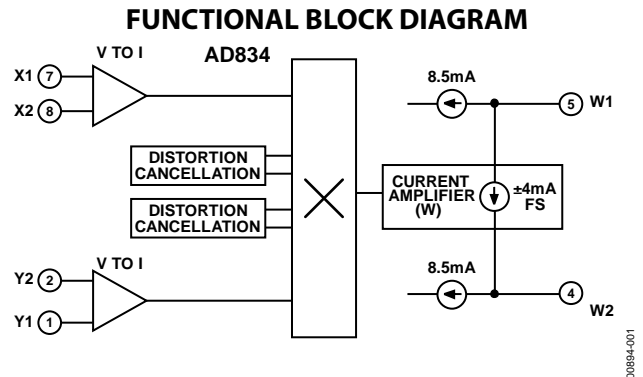 FUNCTIONAL BLOCK DIAGRAM
V TO I
AD834
X1 7
X2 8
8.5mA
5 W1
DISTORTION
CANCELLATION
DISTORTION
CANCELLATION
CURRENT
AMPLIFIER
(W)
±4mA
FS
V TO I
Y2 2
Y1 1
8.5mA
4 W2
00894-001